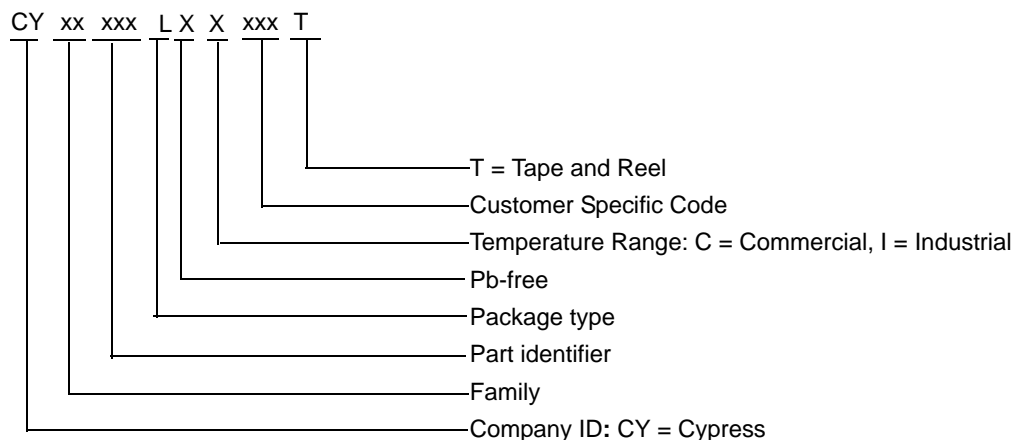 CY xx xxx L X X xxx T
T = Tape and Reel
Customer Specific Code
Temperature Range: C = Commercial, I = Industrial
Pb-free
Package type
Part identifier
Family
Company ID: CY = Cypress